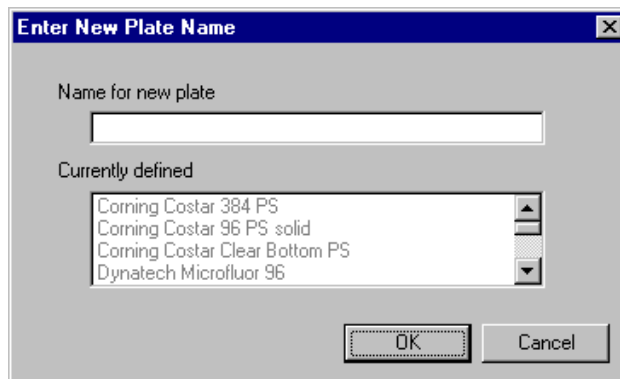 Enter New Plate Name
Name for new plate
Currently defined
Corning Costar 384 PS
Corning Costar 96 PS solid
Corning Costar Clear Bottom PS
Dynatech Microfluor 96
OK
Cancel